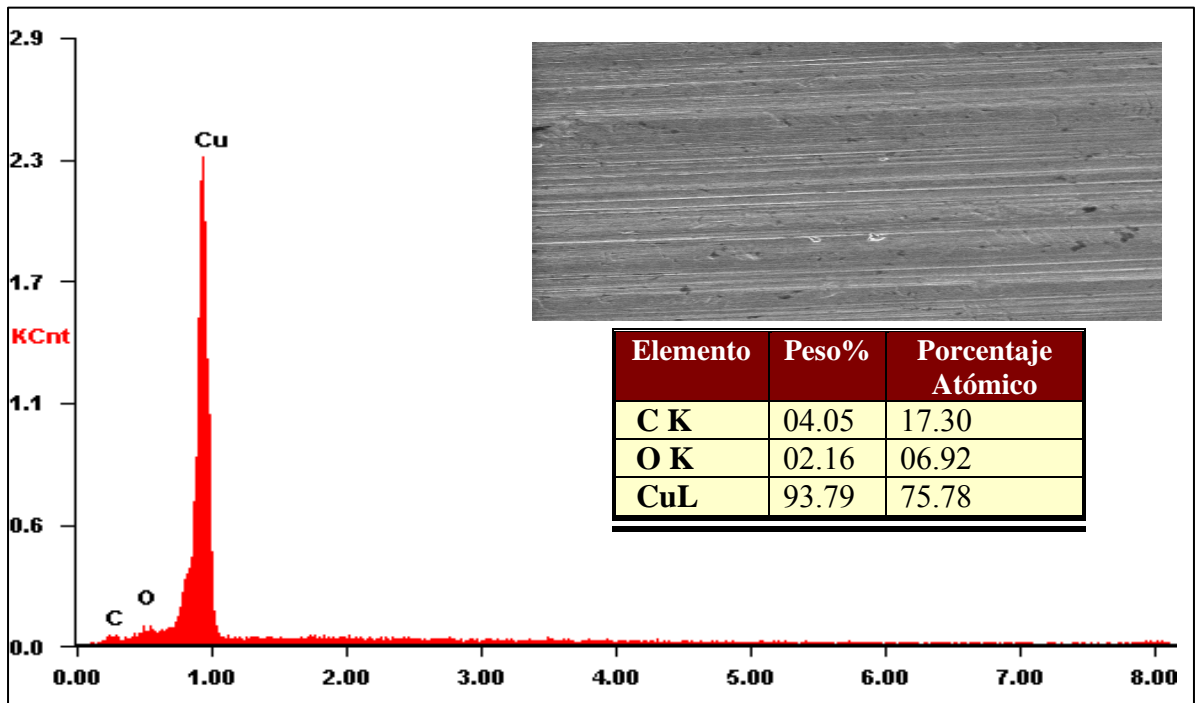 2.9
Cu
2.3
1.7
KCnt
1.1
0.6
O
C
0.0
0.00 1.00 2.00 3.00 4.00 5.00 6.00 7.00 8.00
Elemento Peso% Porcentaje
Atómico
C K 04.05 17.30
O K 02.16 06.92
CuL 93.79 75.78